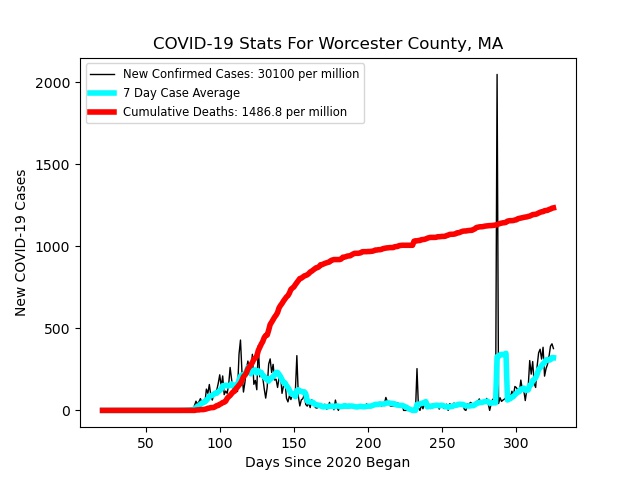 COVID-19 Stats For Worcester County, MA
New Confirmed Cases: 30100 per million
7 Day Case Average
Cumulative Deaths: 1486.8 per million
New COVID-19 Cases
2000
1500
1000
500
0
50 100 150 200 250 300
Days Since 2020 Began